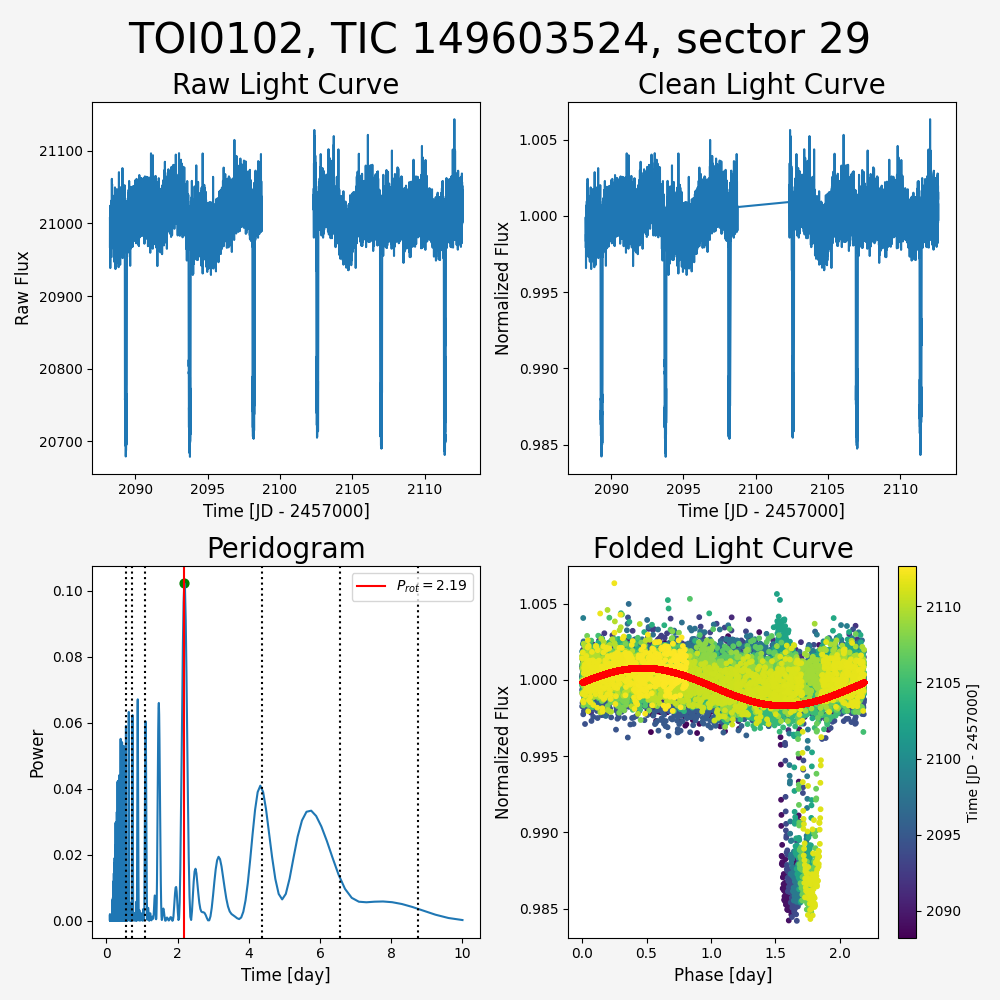 TOI0102, TIC 149603524, sector 29
Raw Light Curve
Clean Light Curve
21100
21000
20900
20800
20700
Raw Flux
2090 2095 2100 2105 2110
Time [JD - 2457000]
1.005
1.000
0.995
0.990
0.985
Normalized Flux
2090 2095 2100 2105 2110
Time [JD - 2457000]
Peridogram
Folded Light Curve
P_rot = 2.19
0.10
0.08
0.06
0.04
0.02
0.00
Power
0 2 4 6 8 10
Time [day]
1.005
1.000
0.995
0.990
0.985
Normalized Flux
0.0 0.5 1.0 1.5 2.0
Phase [day]
2110
2105
2100
2095
2090
Time [JD - 2457000]